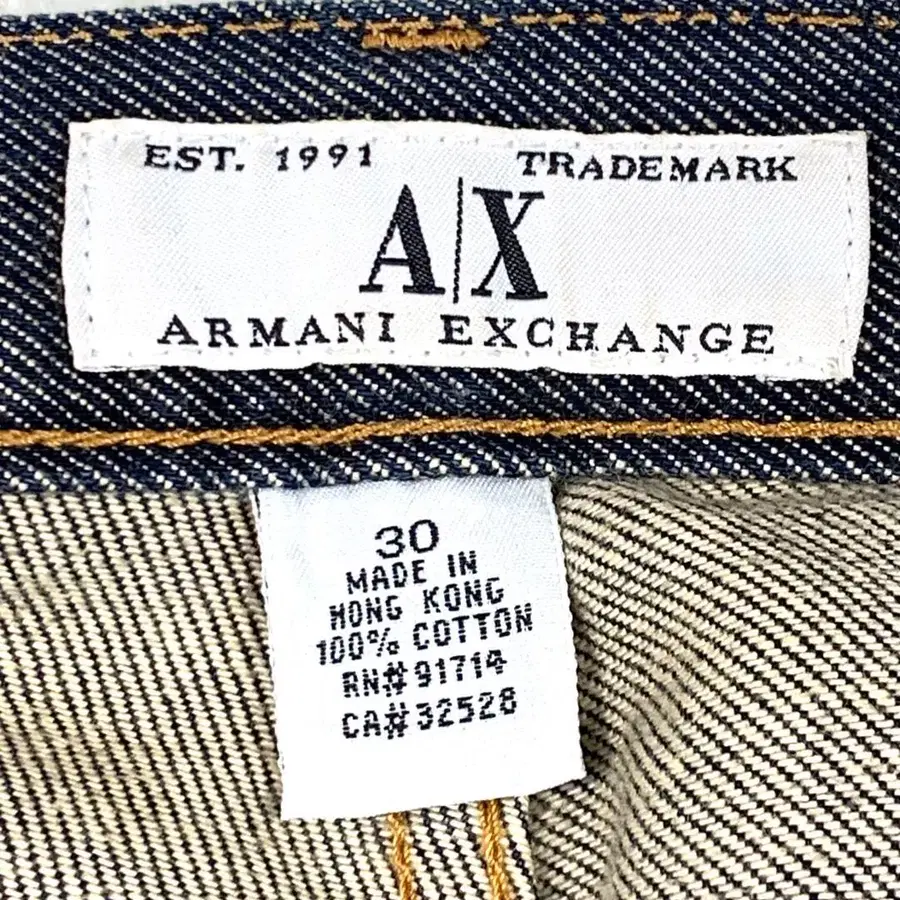 EST. 1991 TRADEMARK
A|X
ARMANI EXCHANGE
30
MADE IN
HONG KONG
100% COTTON
RN#91714
CA#32528